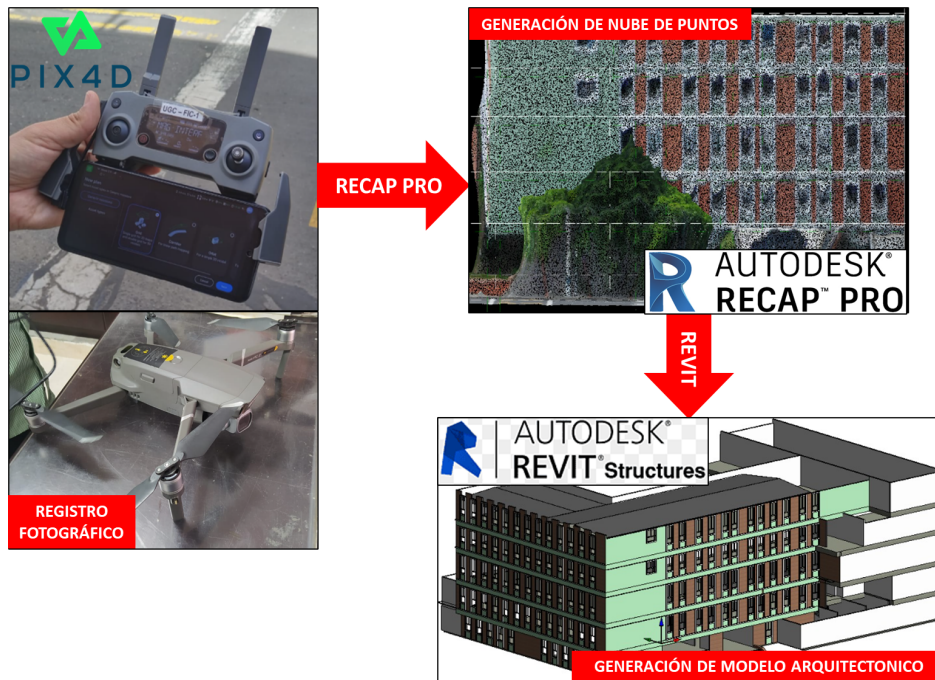 PIX4D
UGC - FIC-1
REGISTRO
FOTOGRÁFICO
RECAP PRO
GENERACIÓN DE NUBE DE PUNTOS
AUTODESK®
RECAP™ PRO
REVIT
AUTODESK®
REVIT® Structures
GENERACIÓN DE MODELO ARQUITECTONICO